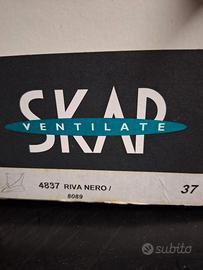 SKAP
VENTILATE
4837 RIVA NERO / 37
8089
subito